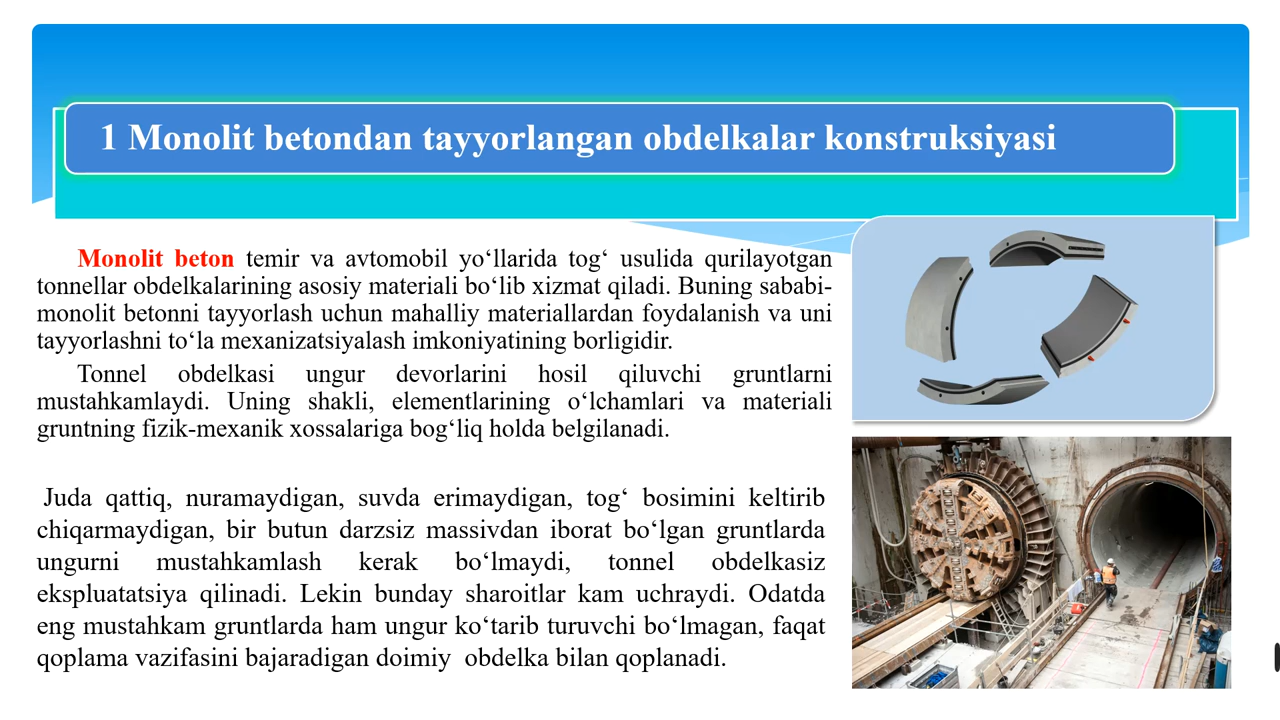 1 Monolit betondan tayyorlangan obdelkalar konstruksiyasi
Monolit beton temir va avtomobil yo‘llarida tog‘ usulida qurilayotgan
tonnellar obdelkalarining asosiy materiali bo‘lib xizmat qiladi. Buning sababi-
monolit betonni tayyorlash uchun mahalliy materiallardan foydalanish va uni
tayyorlashni to‘la mexanizatsiyalash imkoniyatining borligidir.
Tonnel obdelkasi ungur devorlarini hosil qiluvchi gruntlarni
mustahkamlaydi. Uning shakli, elementlarining o‘lchamlari va materiali
gruntning fizik-mexanik xossalariga bog‘liq holda belgilanadi.
Juda qattiq, nuramaydigan, suvda erimaydigan, tog‘ bosimini keltirib
chiqarmaydigan, bir butun darzsiz massivdan iborat bo‘lgan gruntlarda
ungurni mustahkamlash kerak bo‘lmaydi, tonnel obdelkasiz
ekspluatatsiya qilinadi. Lekin bunday sharoitlar kam uchraydi. Odatda
eng mustahkam gruntlarda ham ungur ko‘tarib turuvchi bo‘lmagan, faqat
qoplama vazifasini bajaradigan doimiy obdelka bilan qoplanadi.